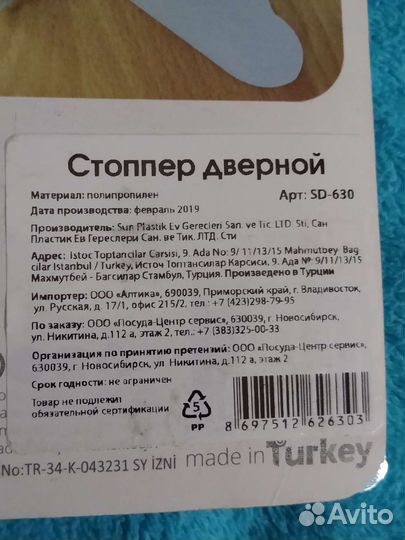 Стоппер дверной
Материал: полипропилен Арт: SD-630
Дата производства: февраль 2019
Производитель: Sun Plastik Ev Gerecleri San. ve Tic. LTD. Sti, Сан
Пластик Ев Гереслери Сан. ве Тик. ЛТД. Сти
Адрес: Istoc Toptancilar Carsisi, 9. Ada No: 9/ 11/13/15 Mahmutbey- Bag
cilar Istanbul / Turkey, Источ Топтансилар Карсиси, 9. Ада № 9/11/13/15
Махмутбей - Багсилар Стамбул, Турция. Произведено в Турции
Импортер: ООО «Аптика», 690039, Приморский край, г. Владивосток,
ул. Русская, д. 17/1, офис 215/2, тел.: +7 (423)298-79-95
По заказу: ООО «Посуда-Центр сервис», 630039, г. Новосибирск,
ул. Никитина, д.112 а, этаж 2, тел.: +7 (383)325-00-33
Организация по принятию претензий: ООО «Посуда-Центр сервис»,
630039, г. Новосибирск, ул. Никитина, д.112 а, этаж 2
Срок годности: не ограничен
Товар не подлежит
обязательной сертификации
5
PP
8 697512 626303
No:TR-34-K-043231 SY İZNİ made in Turkey
Avito